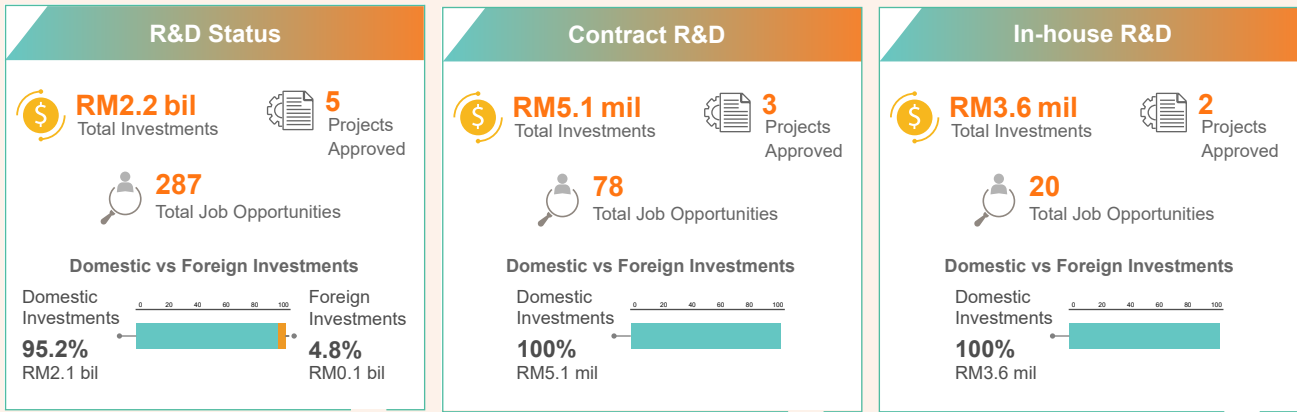 R&D Status
RM2.2 bil
Total Investments
5
Projects
Approved
287
Total Job Opportunities
Domestic vs Foreign Investments
Domestic
Investments
95.2%
RM2.1 bil
0 20 40 60 80 100
Foreign
Investments
4.8%
RM0.1 bil
Contract R&D
RM5.1 mil
Total Investments
3
Projects
Approved
78
Total Job Opportunities
Domestic vs Foreign Investments
Domestic
Investments
100%
RM5.1 mil
0 20 40 60 80 100
In-house R&D
RM3.6 mil
Total Investments
2
Projects
Approved
20
Total Job Opportunities
Domestic vs Foreign Investments
Domestic
Investments
100%
RM3.6 mil
0 20 40 60 80 100